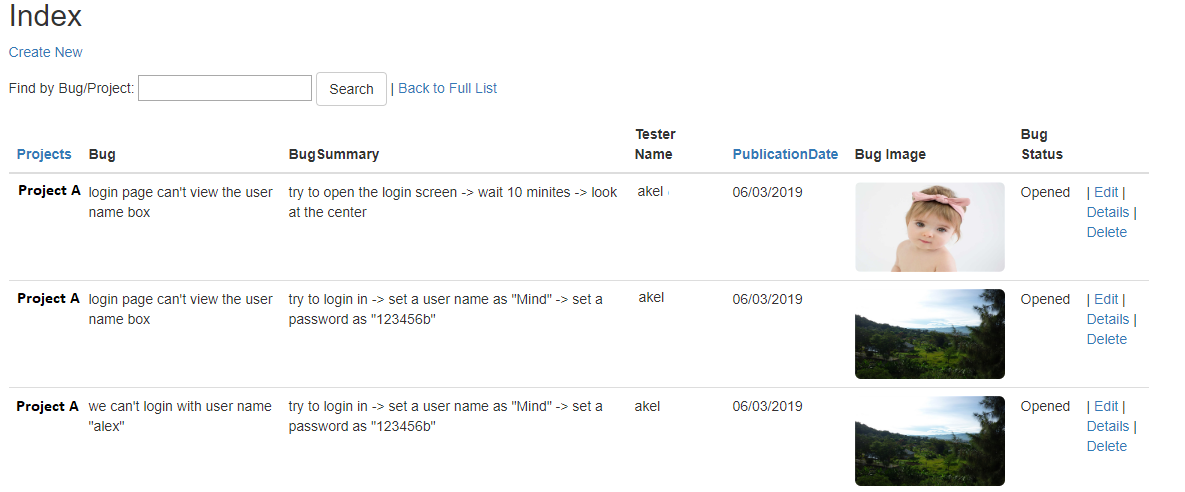 Index
Create New
Find by Bug/Project: Search | Back to Full List
Projects Bug BugSummary Tester Name PublicationDate Bug Image Bug Status
Project A login page can't view the user try to open the login screen -> wait 10 minites -> look akel 06/03/2019 Opened | Edit |
name box at the center Details |
Delete
Project A login page can't view the user try to login in -> set a user name as "Mind" -> set a akel 06/03/2019 Opened | Edit |
name box password as "123456b" Details |
Delete
Project A we can't login with user name try to login in -> set a user name as "Mind" -> set a akel 06/03/2019 Opened | Edit |
"alex" password as "123456b" Details |
Delete